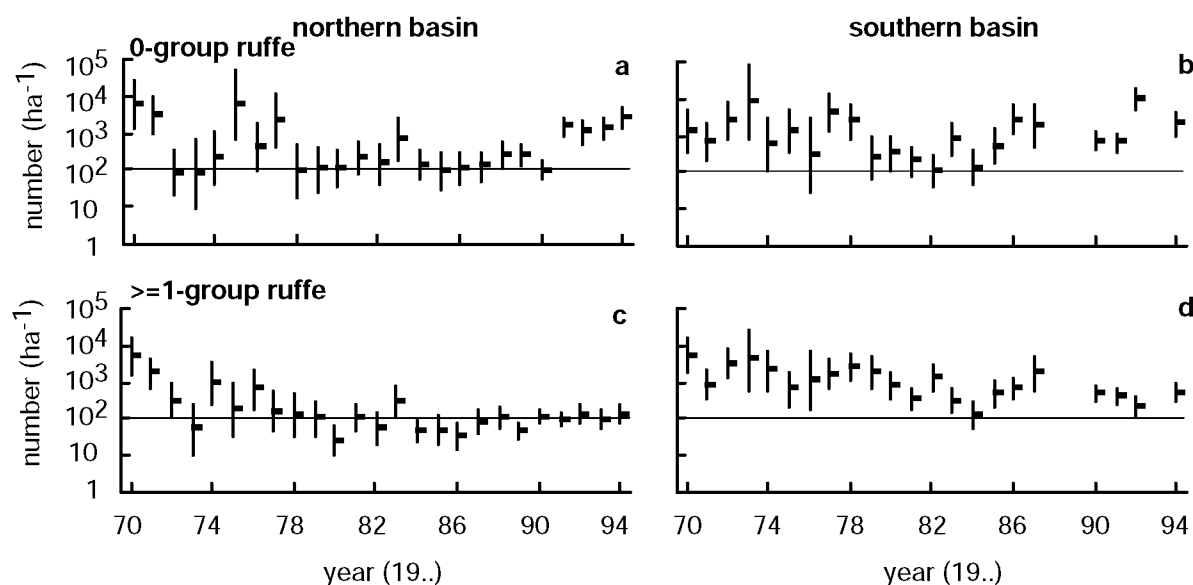 northern basin
southern basin
0-group ruffe
a
b
number (ha⁻¹)
10⁵
10⁴
10³
10²
10
1
>=1-group ruffe
c
d
number (ha⁻¹)
10⁵
10⁴
10³
10²
10
1
70 74 78 82 86 90 94
70 74 78 82 86 90 94
year (19..)
year (19..)